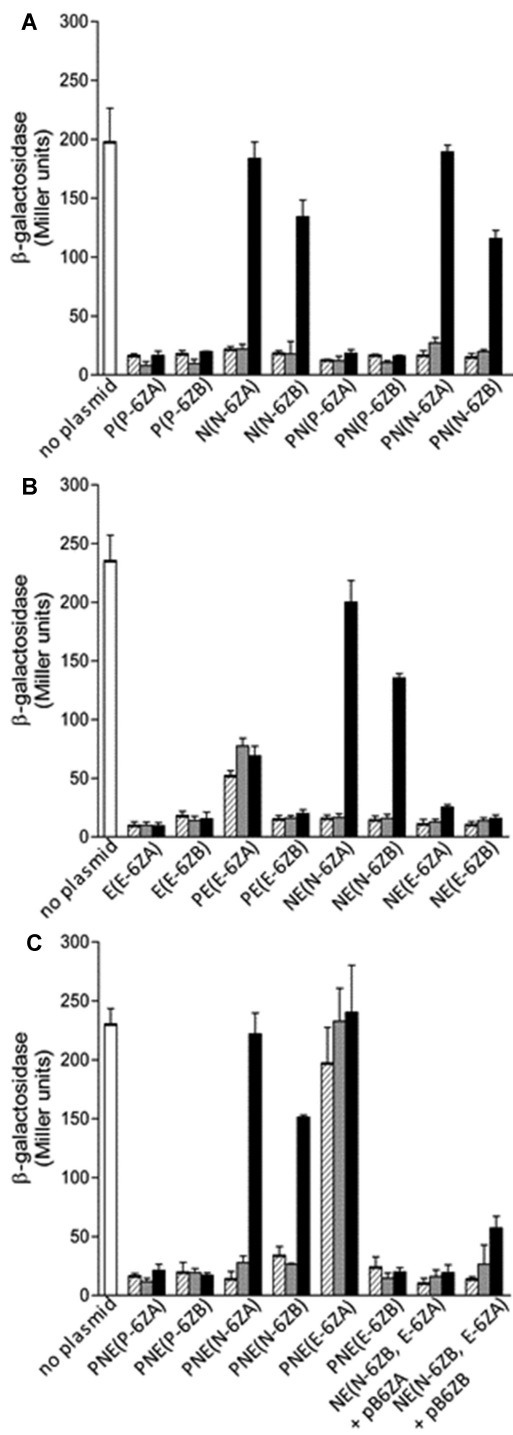 A
300
250
200
150
100
50
0
β-galactosidase
(Miller units)
no plasmid
P(P-6ZA)
P(P-6ZB)
N(N-6ZA)
N(N-6ZB)
PN(P-6ZA)
PN(P-6ZB)
PN(N-6ZA)
PN(N-6ZB)
B
300
250
200
150
100
50
0
β-galactosidase
(Miller units)
no plasmid
E(E-6ZA)
E(E-6ZB)
PE(E-6ZA)
PE(E-6ZB)
NE(N-6ZA)
NE(N-6ZB)
NE(E-6ZA)
NE(E-6ZB)
C
300
250
200
150
100
50
0
β-galactosidase
(Miller units)
no plasmid
PNE(P-6ZA)
PNE(P-6ZB)
PNE(N-6ZA)
PNE(N-6ZB)
PNE(E-6ZA)
PNE(E-6ZB)
NE(N-6ZB, E-6ZA)
+ pB6ZA
NE(N-6ZB, E-6ZA)
+ pB6ZB